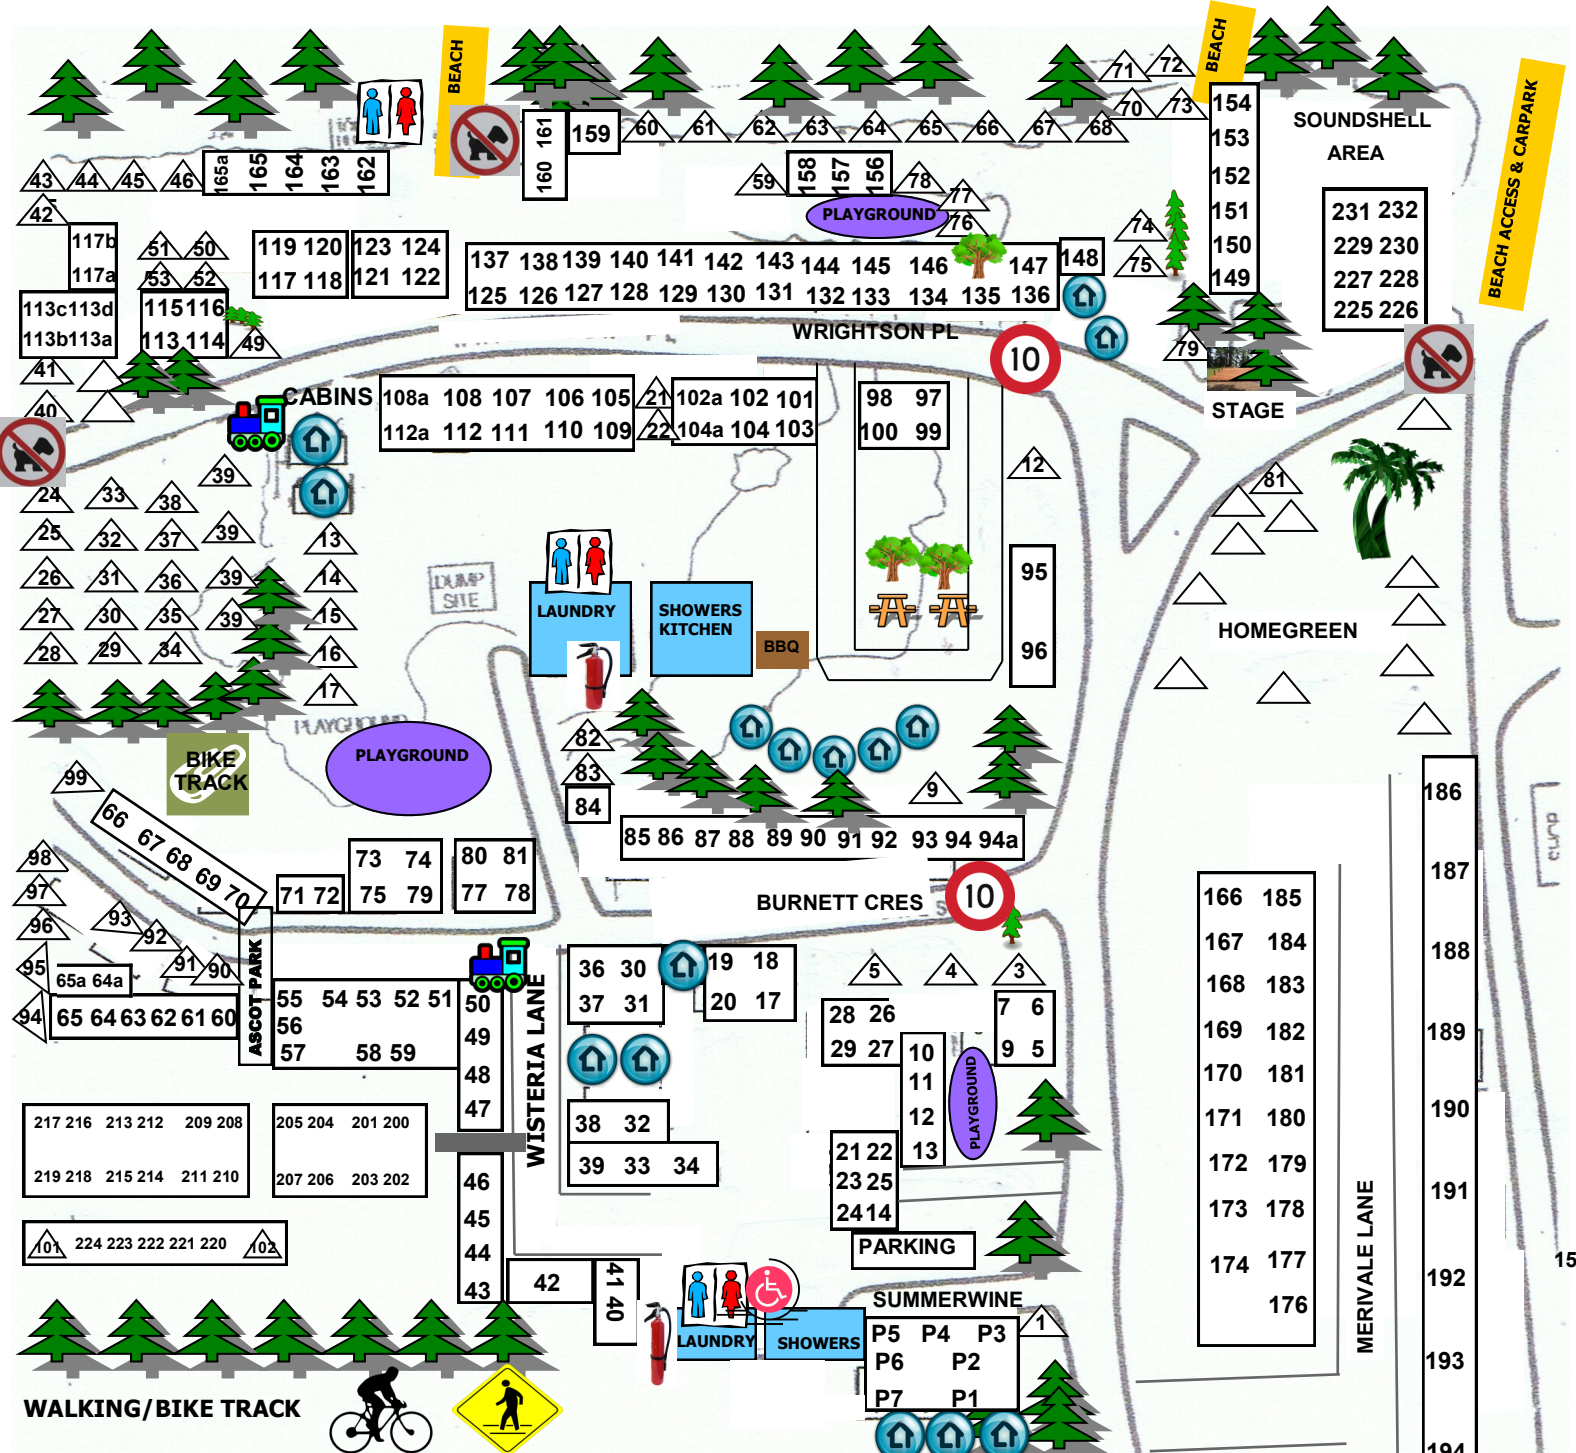 BEACH
BEACH
BEACH ACCESS & CARPARK
71 72
70 73
154
153
152
151
150
149
SOUNDSHELL
AREA
231 232
229 230
227 228
225 226
161
160
159
60 61 62 63 64 65 66 67 68
43 44 45 46
165a 165 164 163 162
42
59
158 157 156
78
77
76
PLAYGROUND
74
75
117b
117a
51 50
53 52
119 120
117 118
123 124
121 122
137 138 139 140 141 142 143 144 145 146 147
125 126 127 128 129 130 131 132 133 134 135 136
148
113c 113d
113b 113a
115 116
113 114
49
WRIGHTSON PL
10
79
STAGE
41
40
CABINS
108a 108 107 106 105
112a 112 111 110 109
21
22
102a 102 101
104a 104 103
98 97
100 99
12
81
39
24 33 38
25 32 37 39 13
26 31 36 39 14
27 30 35 39 15
28 29 34 16
17
DUMP
SITE
LAUNDRY
SHOWERS
KITCHEN
BBQ
95
96
HOMEGREEN
PLAYGROUND
PLAYGROUND
BIKE
TRACK
82
83
84
9
99
66 67 68 69 70
85 86 87 88 89 90 91 92 93 94 94a
98
97
96
95
94
93
92
91
90
71 72
73 74
75 79
80 81
77 78
BURNETT CRES
10
65a 64a
65 64 63 62 61 60
ASCOT PARK
55 54 53 52 51
56
57 58 59
50
49
48
47
46
45
44
43
WISTERIA LANE
36 30
37 31
19 18
20 17
5 4 3
28 26
29 27
7 6
9 5
10
11
12
13
PLAYGROUND
38 32
39 33 34
21 22
23 25
24 14
PARKING
217 216 213 212 209 208
219 218 215 214 211 210
205 204 201 200
207 206 203 202
101 224 223 222 221 220 102
42
41 40
LAUNDRY
SHOWERS
SUMMERWINE
P5 P4 P3
P6 P2
P7 P1
1
166 185
167 184
168 183
169 182
170 181
171 180
172 179
173 178
174 177
176
MERIVALE LANE
186
187
188
189
190
191
192
193
194
15
WALKING/BIKE TRACK